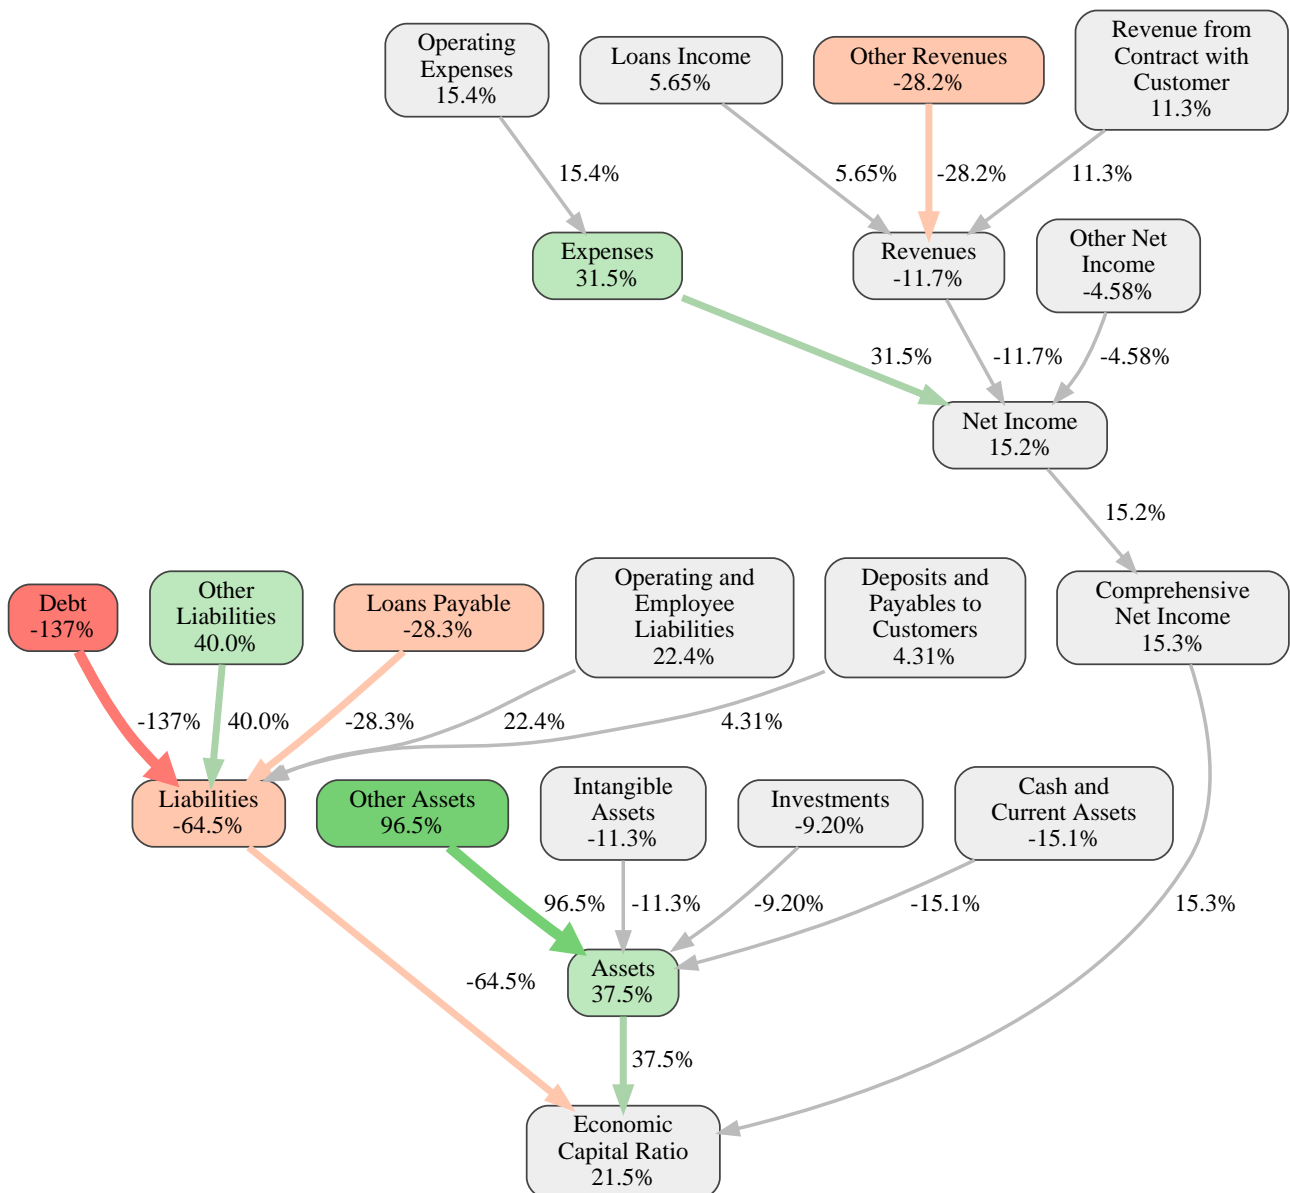 Operating
Expenses
15.4%
Loans Income
5.65%
Other Revenues
-28.2%
Revenue from
Contract with
Customer
11.3%
15.4%
5.65%
-28.2%
11.3%
Expenses
31.5%
Revenues
-11.7%
Other Net
Income
-4.58%
31.5%
-11.7%
-4.58%
Net Income
15.2%
15.2%
Debt
-137%
Other
Liabilities
40.0%
Loans Payable
-28.3%
Operating and
Employee
Liabilities
22.4%
Deposits and
Payables to
Customers
4.31%
Comprehensive
Net Income
15.3%
-137%
40.0%
-28.3%
22.4%
4.31%
Liabilities
-64.5%
Other Assets
96.5%
Intangible
Assets
-11.3%
Investments
-9.20%
Cash and
Current Assets
-15.1%
96.5%
-11.3%
-9.20%
-15.1%
15.3%
-64.5%
Assets
37.5%
37.5%
Economic
Capital Ratio
21.5%